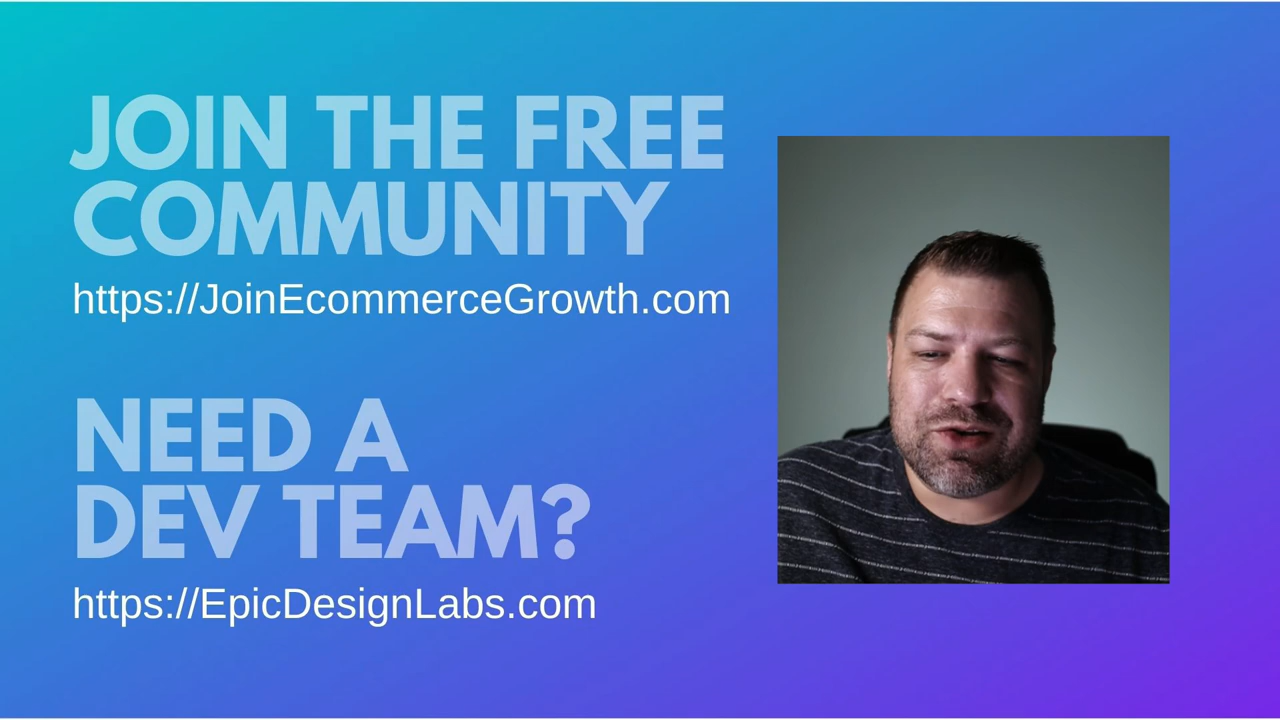 JOIN THE FREE
COMMUNITY
https://JoinEcommerceGrowth.com
NEED A
DEV TEAM?
https://EpicDesignLabs.com